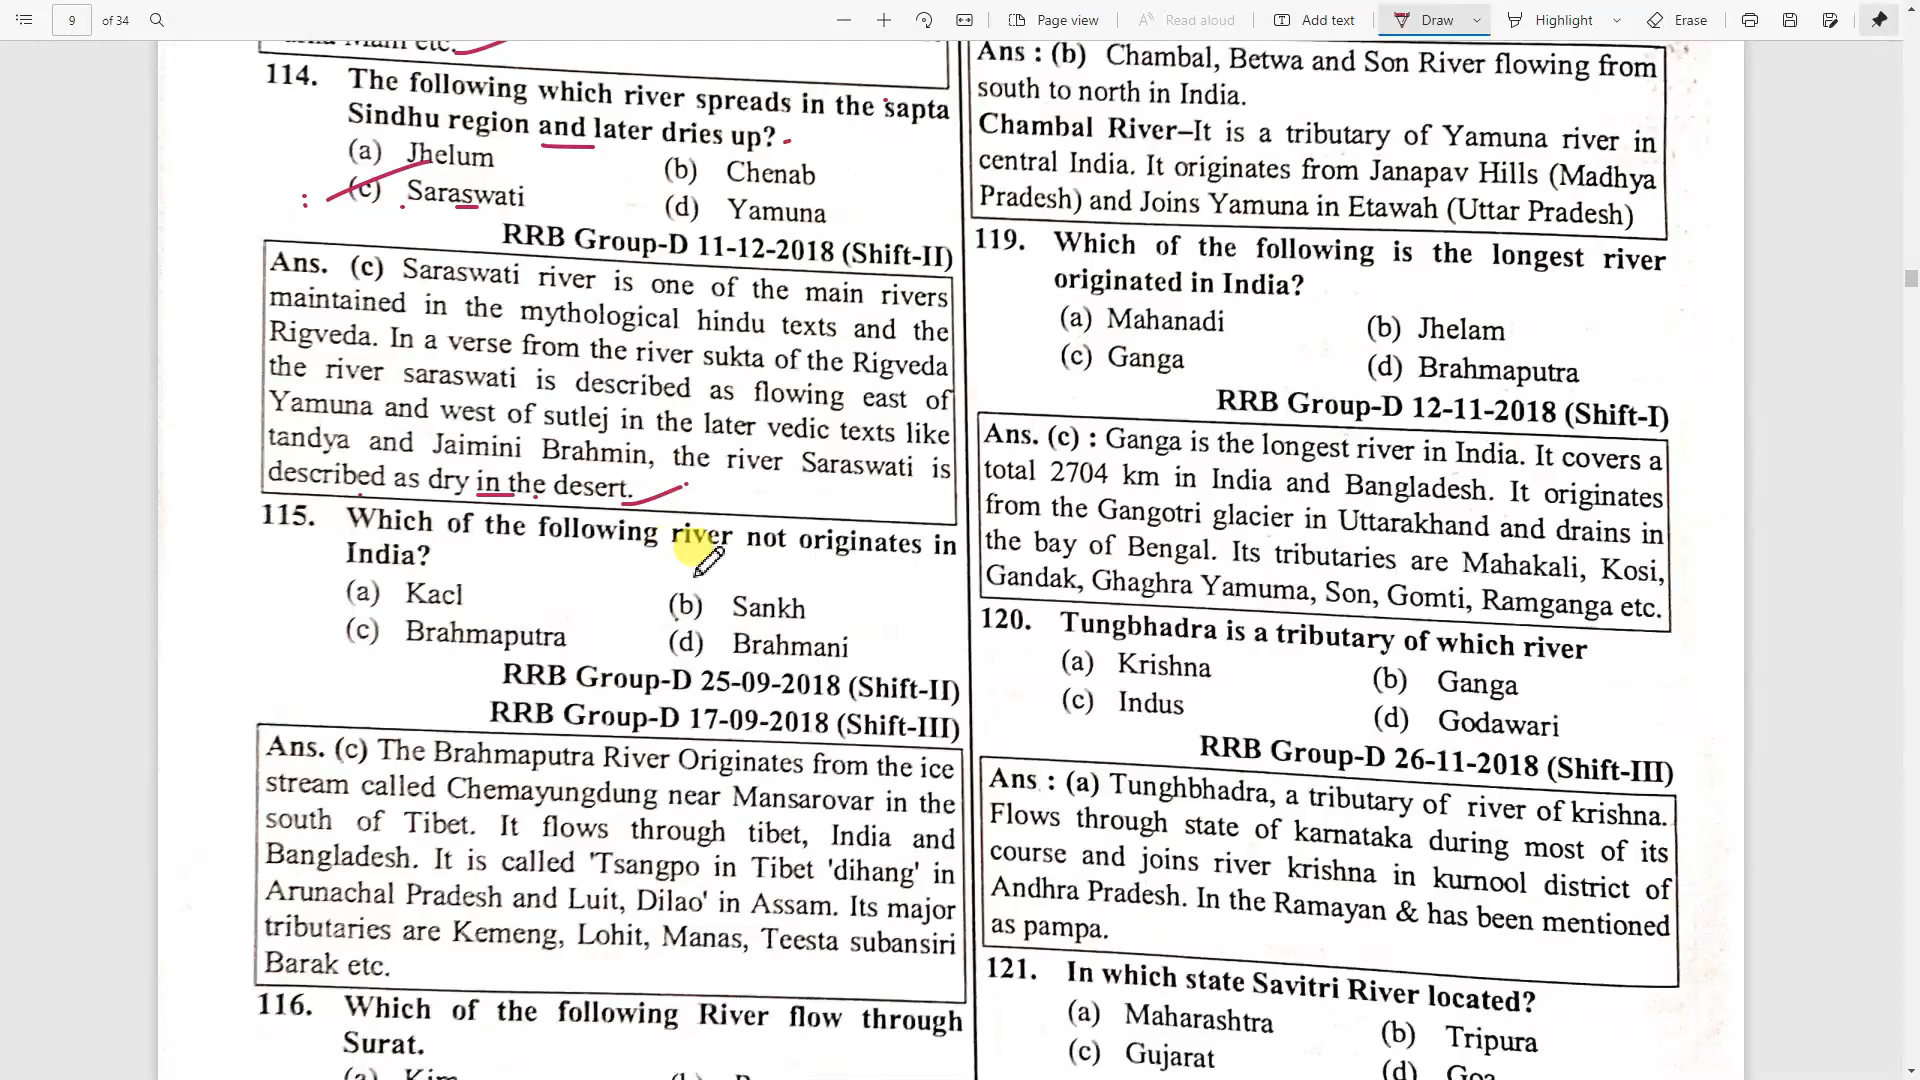 9 of 34
Page view
Read aloud
Add text
Draw
Highlight
Erase
114. The following which river spreads in the sapta
Sindhu region and later dries up?
(a) Jhelum (b) Chenab
(c) Saraswati (d) Yamuna
RRB Group-D 11-12-2018 (Shift-II)
Ans. (c) Saraswati river is one of the main rivers
maintained in the mythological hindu texts and the
Rigveda. In a verse from the river sukta of the Rigveda
the river saraswati is described as flowing east of
Yamuna and west of sutlej in the later vedic texts like
tandya and Jaimini Brahmin, the river Saraswati is
described as dry in the desert.
115. Which of the following river not originates in
India?
(a) Kacl (b) Sankh
(c) Brahmaputra (d) Brahmani
RRB Group-D 25-09-2018 (Shift-II)
RRB Group-D 17-09-2018 (Shift-III)
Ans. (c) The Brahmaputra River Originates from the ice
stream called Chemayungdung near Mansarovar in the
south of Tibet. It flows through tibet, India and
Bangladesh. It is called 'Tsangpo in Tibet 'dihang' in
Arunachal Pradesh and Luit, Dilao' in Assam. Its major
tributaries are Kemeng, Lohit, Manas, Teesta subansiri
Barak etc.
116. Which of the following River flow through
Surat.
(a) Kim
Ans : (b) Chambal, Betwa and Son River flowing from
south to north in India.
Chambal River–It is a tributary of Yamuna river in
central India. It originates from Janapav Hills (Madhya
Pradesh) and Joins Yamuna in Etawah (Uttar Pradesh)
119. Which of the following is the longest river
originated in India?
(a) Mahanadi (b) Jhelam
(c) Ganga (d) Brahmaputra
RRB Group-D 12-11-2018 (Shift-I)
Ans. (c) : Ganga is the longest river in India. It covers a
total 2704 km in India and Bangladesh. It originates
from the Gangotri glacier in Uttarakhand and drains in
the bay of Bengal. Its tributaries are Mahakali, Kosi,
Gandak, Ghaghra Yamuma, Son, Gomti, Ramganga etc.
120. Tungbhadra is a tributary of which river
(a) Krishna (b) Ganga
(c) Indus (d) Godawari
RRB Group-D 26-11-2018 (Shift-III)
Ans : (a) Tunghbhadra, a tributary of river of krishna.
Flows through state of karnataka during most of its
course and joins river krishna in kurnool district of
Andhra Pradesh. In the Ramayan & has been mentioned
as pampa.
121. In which state Savitri River located?
(a) Maharashtra (b) Tripura
(c) Gujarat (d) Goa